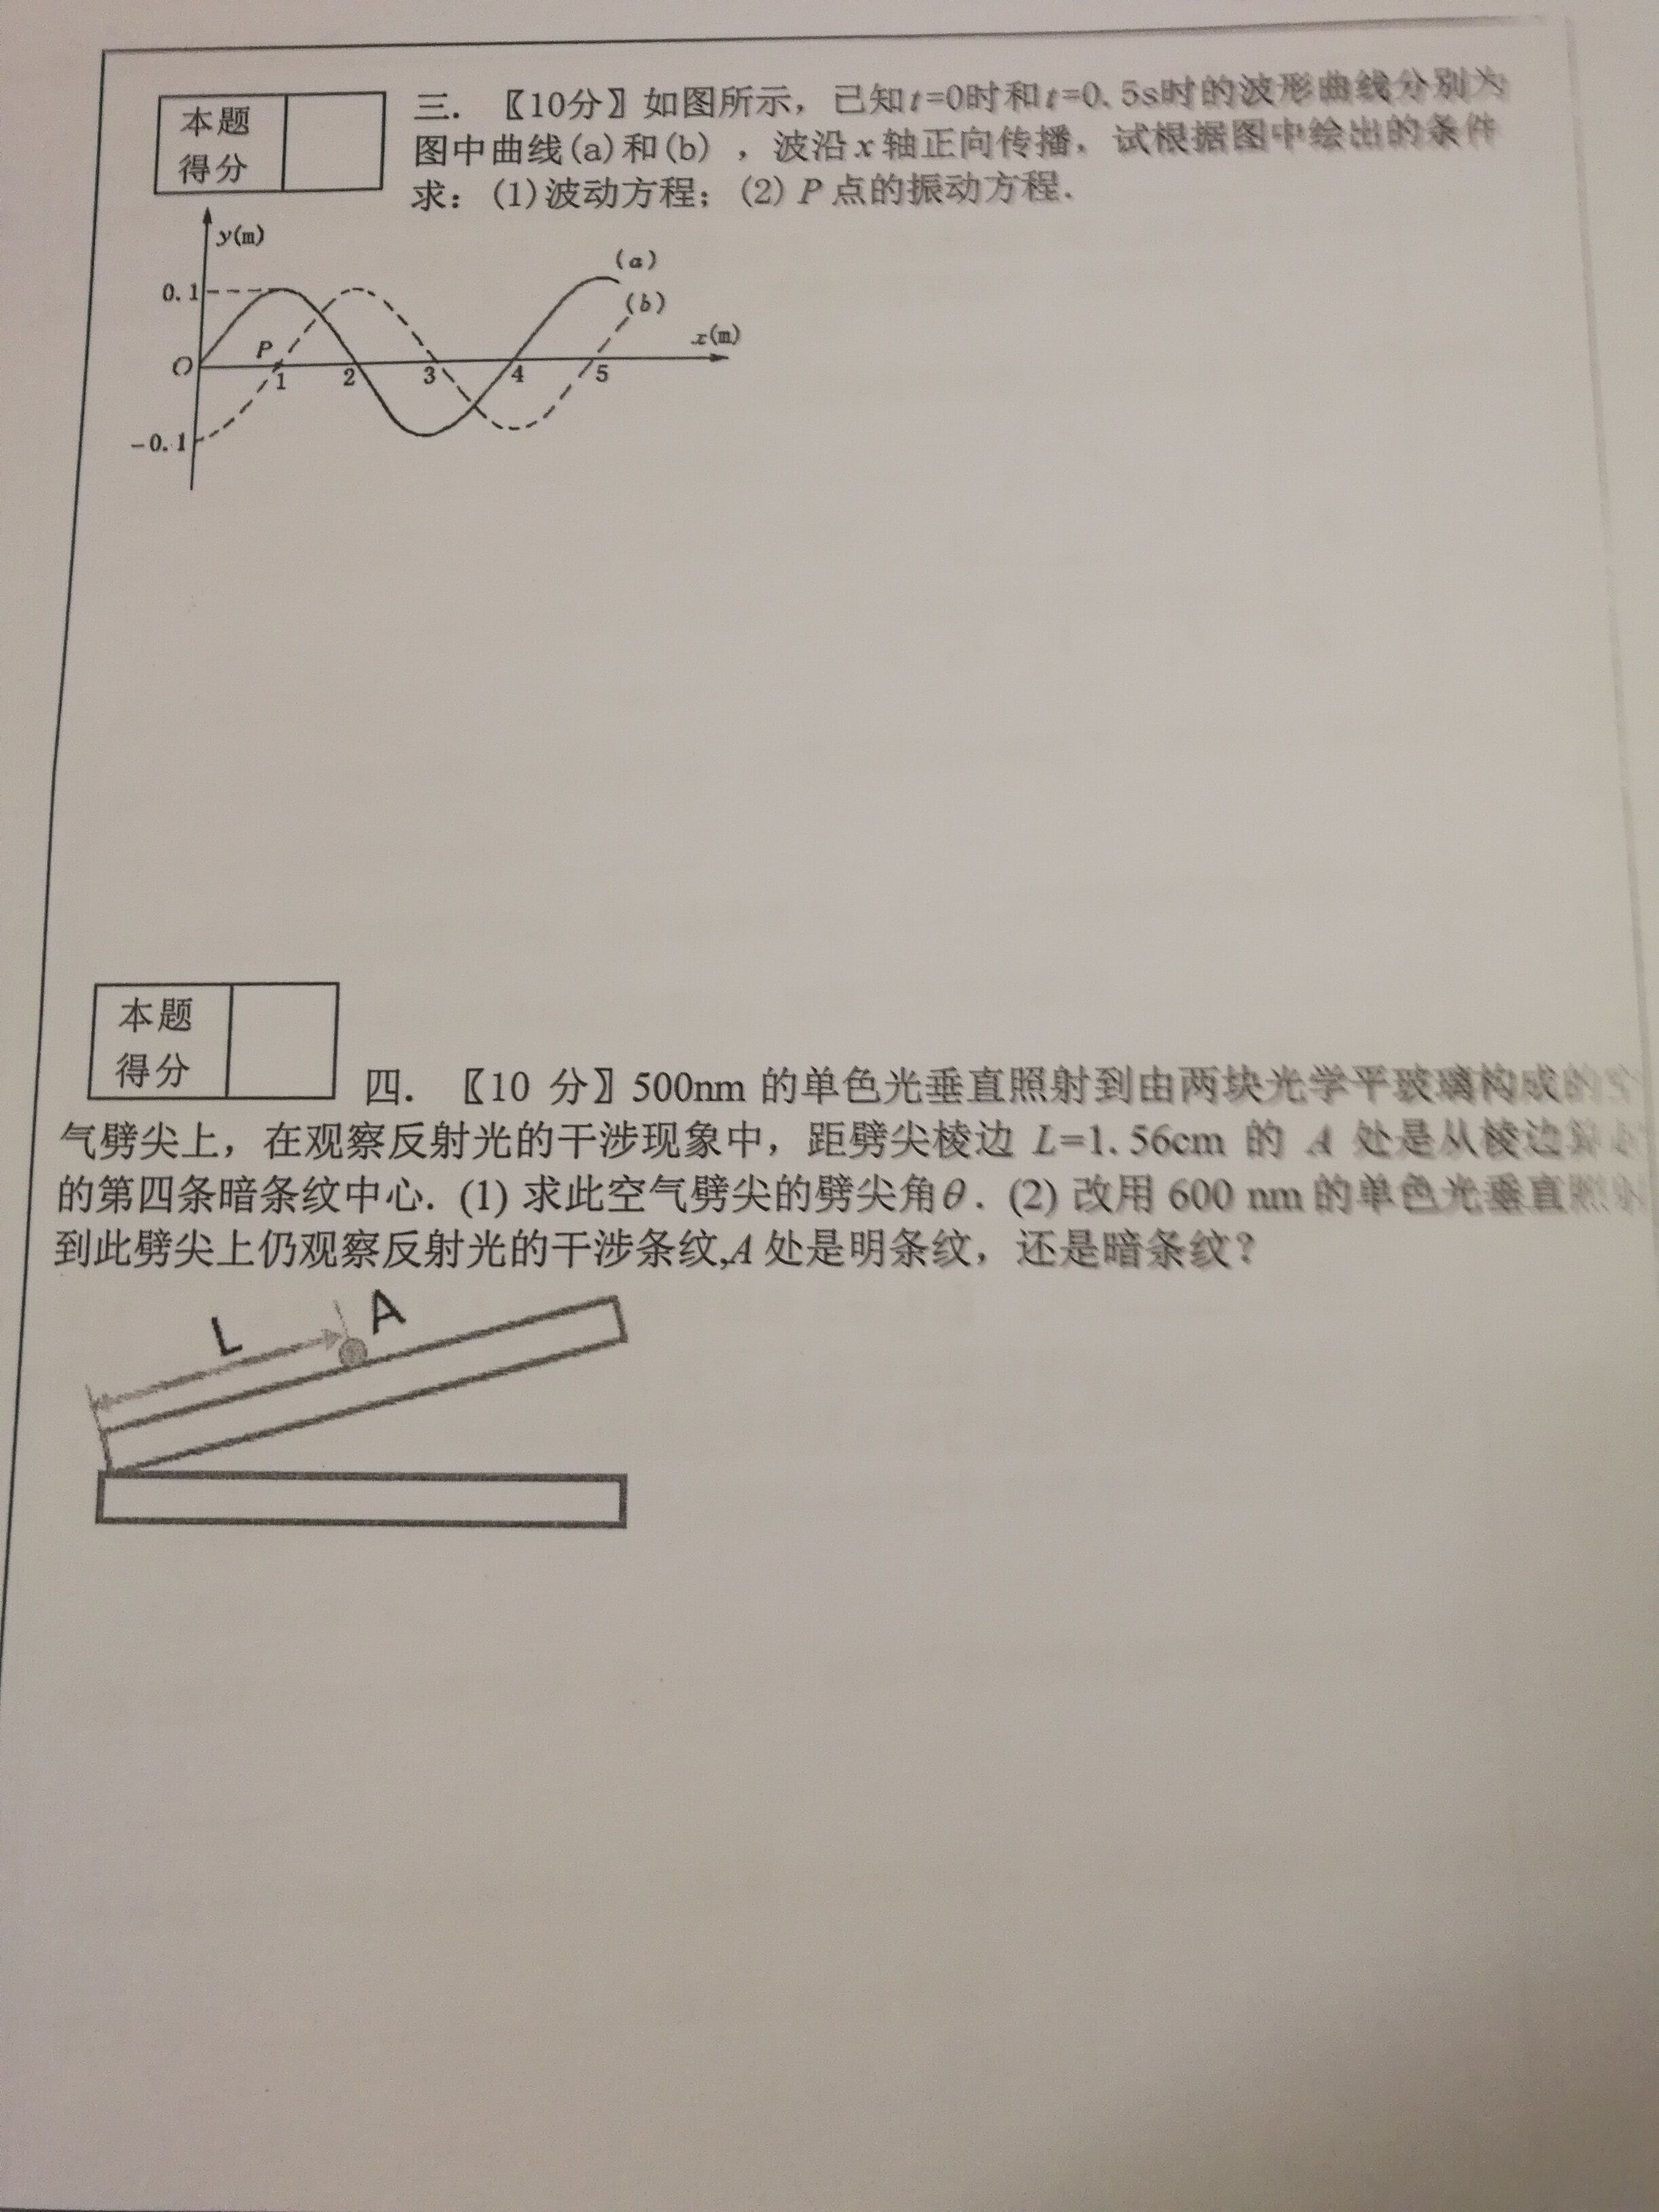 本题
得分
三. 〖10分〗如图所示，已知t=0时和t=0.5s时的波形曲线分别为
图中曲线(a)和(b) ，波沿x轴正向传播，试根据图中绘出的条件
求：(1)波动方程；(2) P点的振动方程.
y(m)
(a)
0.1
(b)
x(m)
P
O
1
2
3
4
5
-0.1
本题
得分
四. 〖10 分〗500nm 的单色光垂直照射到由两块光学平玻璃构成的
气劈尖上，在观察反射光的干涉现象中，距劈尖棱边 L=1.56cm 的 A 处是从棱边算
的第四条暗条纹中心. (1) 求此空气劈尖的劈尖角θ. (2) 改用 600 nm 的单色光垂直照
到此劈尖上仍观察反射光的干涉条纹,A 处是明条纹，还是暗条纹？
L
A